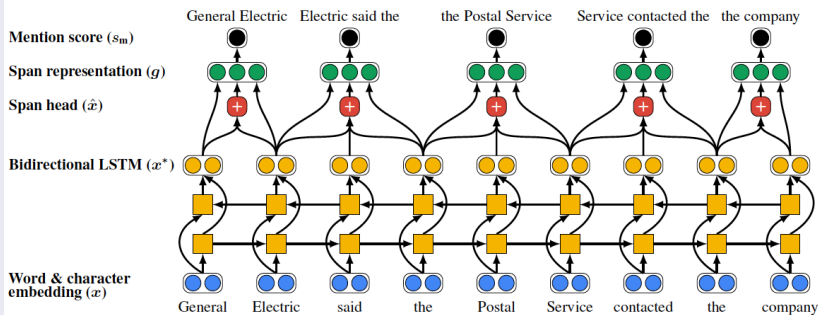 General Electric Electric said the the Postal Service Service contacted the the company
Mention score (sₘ)
Span representation (g)
Span head (x̂)
+ + + + +
Bidirectional LSTM (x*)
Word & character
embedding (x)
General Electric said the Postal Service contacted the company